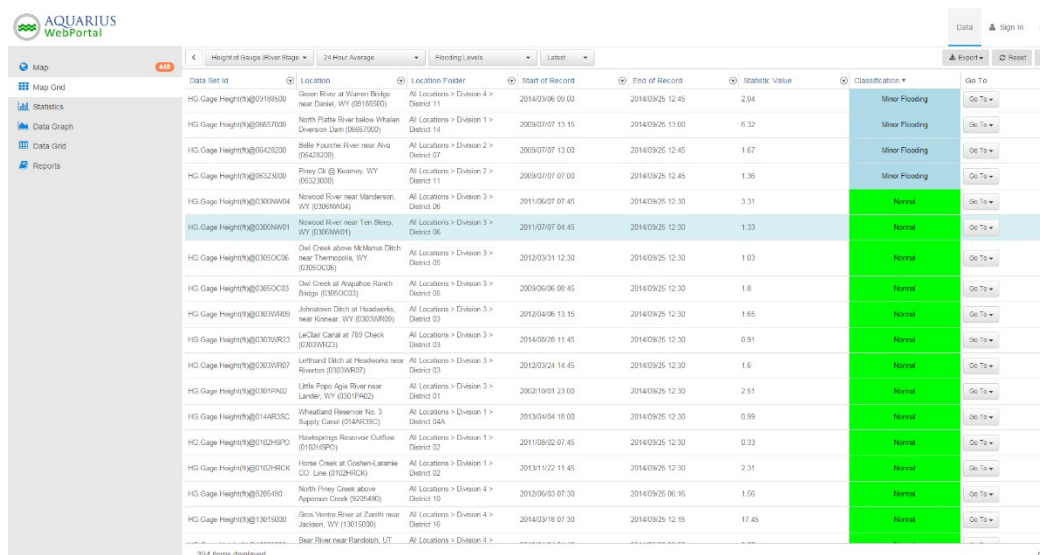 AQUARIUS
WebPortal
Data
Sign In
Map
448
Map Grid
Statistics
Data Graph
Data Grid
Reports
Height of Gauge (River Stage
24 Hour Average
Flooding Levels
Latest
Export
Reset
Data Set Id Location Location Folder Start of Record End of Record Statistic Value Classification Go To
HG.Gage Height(ft)@09188500 Green River at Warren Bridge near Daniel, WY (09188500) All Locations > Division 4 > District 11 2014/03/06 09:00 2014/09/25 12:45 2.04 Minor Flooding Go To
HG.Gage Height(ft)@06657000 North Platte River below Whalen Diversion Dam (06657000) All Locations > Division 1 > District 14 2009/07/07 13:15 2014/09/25 13:00 6.32 Minor Flooding Go To
HG.Gage Height(ft)@06428200 Belle Fourche River near Alva (06428200) All Locations > Division 2 > District 07 2009/07/07 13:00 2014/09/25 12:45 1.67 Minor Flooding Go To
HG.Gage Height(ft)@06323000 Piney Ck @ Kearney, WY (06323000) All Locations > Division 2 > District 11 2009/07/07 07:00 2014/09/25 12:45 1.36 Minor Flooding Go To
HG.Gage Height(ft)@0306NW04 Nowood River near Manderson, WY (0306NW04) All Locations > Division 3 > District 06 2011/06/07 07:45 2014/09/25 12:30 3.31 Normal Go To
HG.Gage Height(ft)@0306NW01 Nowood River near Ten Sleep, WY (0306NW01) All Locations > Division 3 > District 06 2011/07/07 04:45 2014/09/25 12:30 1.33 Normal Go To
HG.Gage Height(ft)@0305OC06 Owl Creek above McManus Ditch near Thermopolis, WY (0305OC06) All Locations > Division 3 > District 05 2012/03/31 12:30 2014/09/25 12:30 1.03 Normal Go To
HG.Gage Height(ft)@0305OC03 Owl Creek at Arapahoe Ranch Bridge (0305OC03) All Locations > Division 3 > District 05 2009/06/06 08:45 2014/09/25 12:30 1.8 Normal Go To
HG.Gage Height(ft)@0303WR09 Johnstown Ditch at Headworks, near Kinnear, WY (0303WR09) All Locations > Division 3 > District 03 2012/04/06 13:15 2014/09/25 12:30 1.65 Normal Go To
HG.Gage Height(ft)@0303WR23 LeClair Canal at 789 Check (0303WR23) All Locations > Division 3 > District 03 2014/08/26 11:45 2014/09/25 12:30 0.91 Normal Go To
HG.Gage Height(ft)@0303WR07 Lefthand Ditch at Headworks near Riverton (0303WR07) All Locations > Division 3 > District 03 2012/03/24 14:45 2014/09/25 12:30 1.6 Normal Go To
HG.Gage Height(ft)@0301PA02 Little Popo Agie River near Lander, WY (0301PA02) All Locations > Division 3 > District 01 2002/10/01 23:00 2014/09/25 12:30 2.51 Normal Go To
HG.Gage Height(ft)@014AR3SC Wheatland Reservoir No. 3 Supply Canal (014AR3SC) All Locations > Division 1 > District 04A 2013/04/04 18:00 2014/09/25 12:30 0.99 Normal Go To
HG.Gage Height(ft)@0102HSPO Hawksprings Reservoir Outflow (0102HSPO) All Locations > Division 1 > District 02 2011/08/02 07:45 2014/09/25 12:30 0.33 Normal Go To
HG.Gage Height(ft)@0102HRCK Horse Creek at Goshen-Laramie CO. Line (0102HRCK) All Locations > Division 1 > District 02 2013/11/22 11:45 2014/09/25 12:30 2.31 Normal Go To
HG.Gage Height(ft)@9205490 North Piney Creek above Apperson Creek (9205490) All Locations > Division 4 > District 10 2012/06/03 07:30 2014/09/25 06:16 1.56 Normal Go To
HG.Gage Height(ft)@13015000 Gros Ventre River at Zenith near Jackson, WY (13015000) All Locations > Division 4 > District 16 2014/03/18 07:30 2014/09/25 12:15 17.45 Normal Go To
Bear River near Randolph, UT All Locations > Division 4 >
394 items displayed